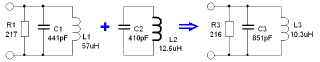 R1
217
C1
441pF
L1
57uH
+
C2
410pF
L2
12.6uH
R3
216
C3
851pF
L3
10.3uH